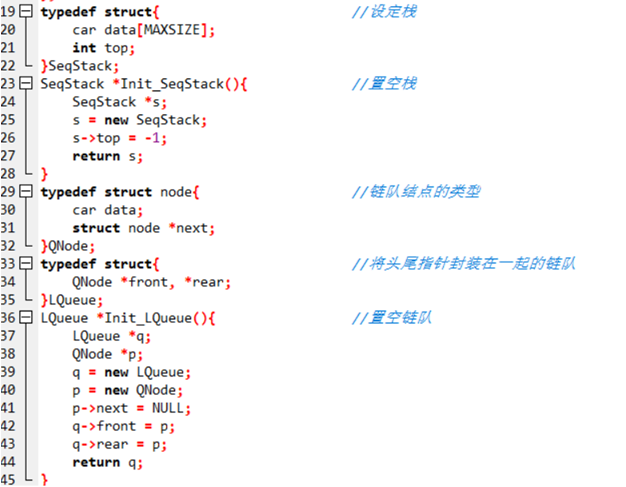 19 typedef struct{ //设定栈
20 car data[MAXSIZE];
21 int top;
22 }SeqStack;
23 SeqStack *Init_SeqStack(){ //置空栈
24 SeqStack *s;
25 s = new SeqStack;
26 s->top = -1;
27 return s;
28 }
29 typedef struct node{ //链队结点的类型
30 car data;
31 struct node *next;
32 }QNode;
33 typedef struct{ //将头尾指针封装在一起的链队
34 QNode *front, *rear;
35 }LQueue;
36 LQueue *Init_LQueue(){ //置空链队
37 LQueue *q;
38 QNode *p;
39 q = new LQueue;
40 p = new QNode;
41 p->next = NULL;
42 q->front = p;
43 q->rear = p;
44 return q;
45 }